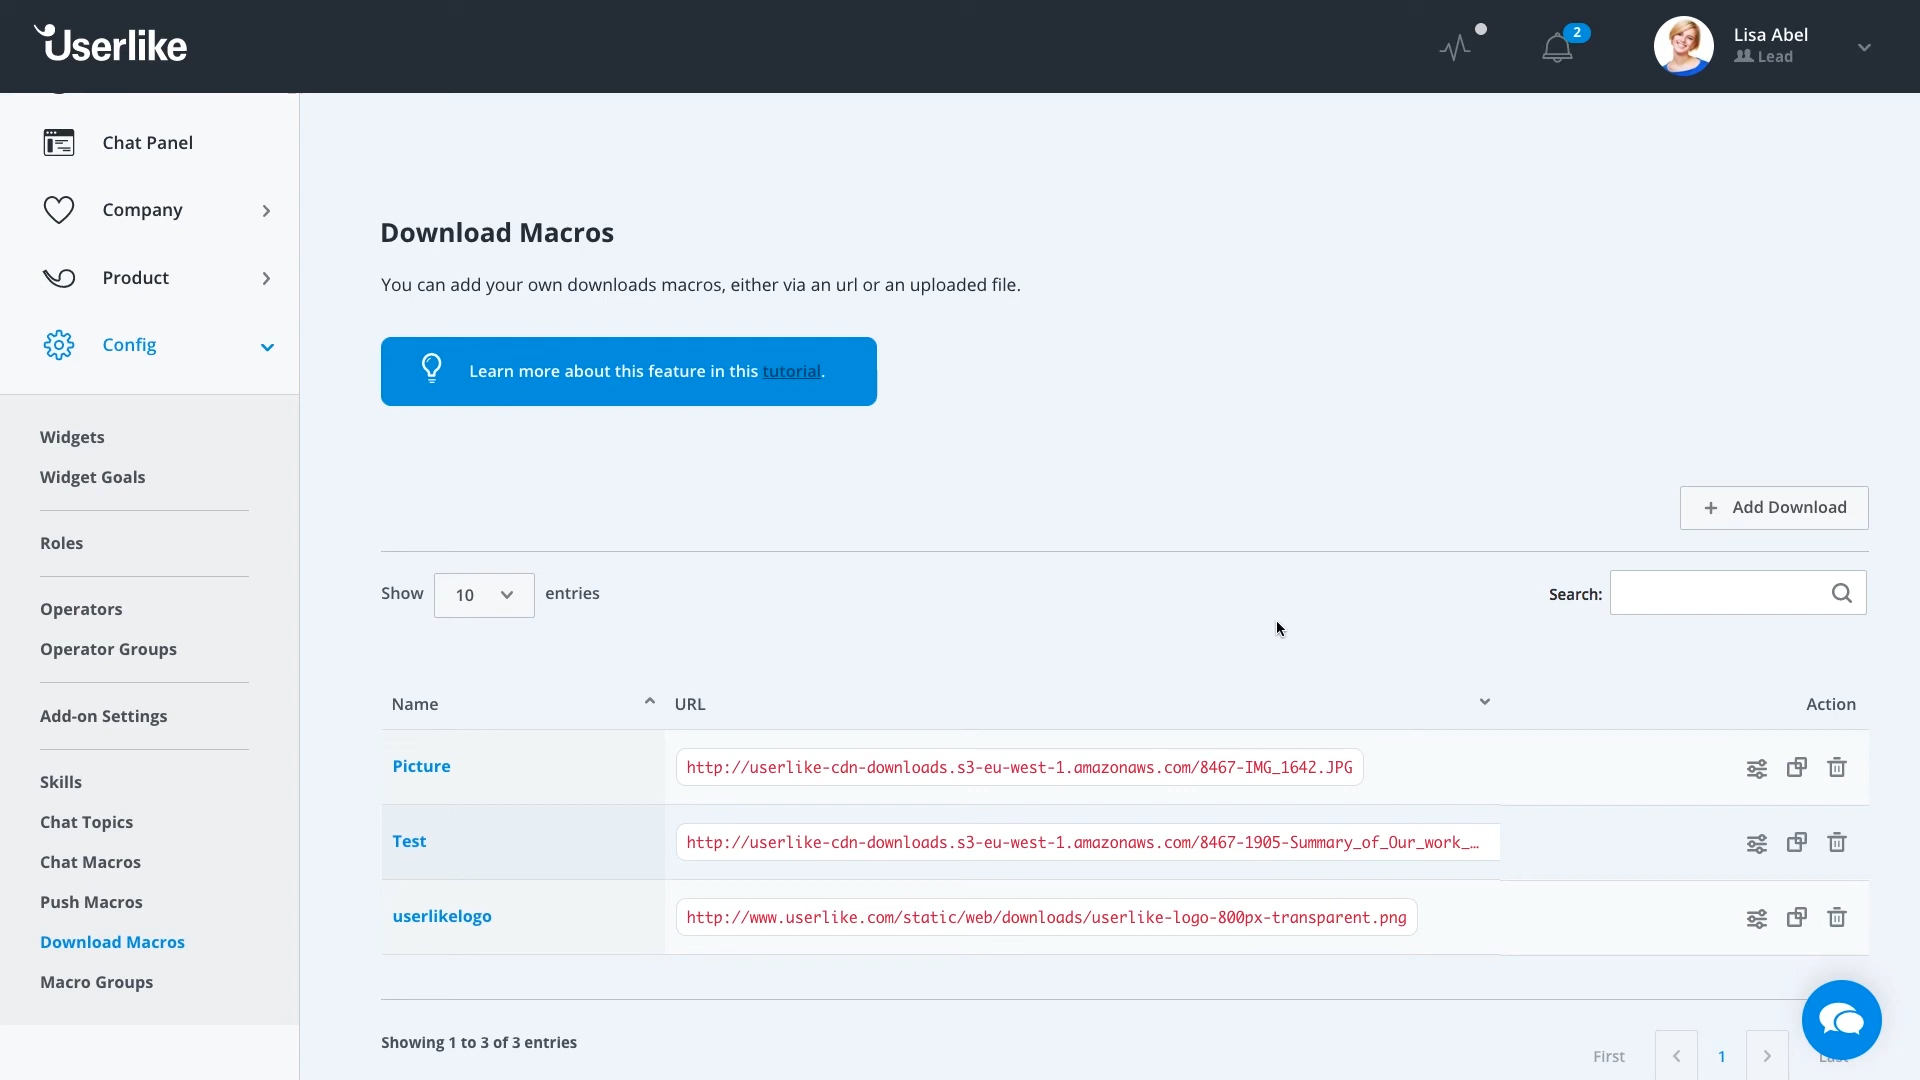 Userlike
2
Lisa Abel
Lead
Chat Panel
Company
Product
Config
Widgets
Widget Goals
Roles
Operators
Operator Groups
Add-on Settings
Skills
Chat Topics
Chat Macros
Push Macros
Download Macros
Macro Groups
Download Macros
You can add your own downloads macros, either via an url or an uploaded file.
Learn more about this feature in this tutorial.
+ Add Download
Show 10 entries
Search:
Name URL Action
Picture http://userlike-cdn-downloads.s3-eu-west-1.amazonaws.com/8467-IMG_1642.JPG
Test http://userlike-cdn-downloads.s3-eu-west-1.amazonaws.com/8467-1905-Summary_of_Our_work_…
userlikelogo http://www.userlike.com/static/web/downloads/userlike-logo-800px-transparent.png
Showing 1 to 3 of 3 entries
First 1